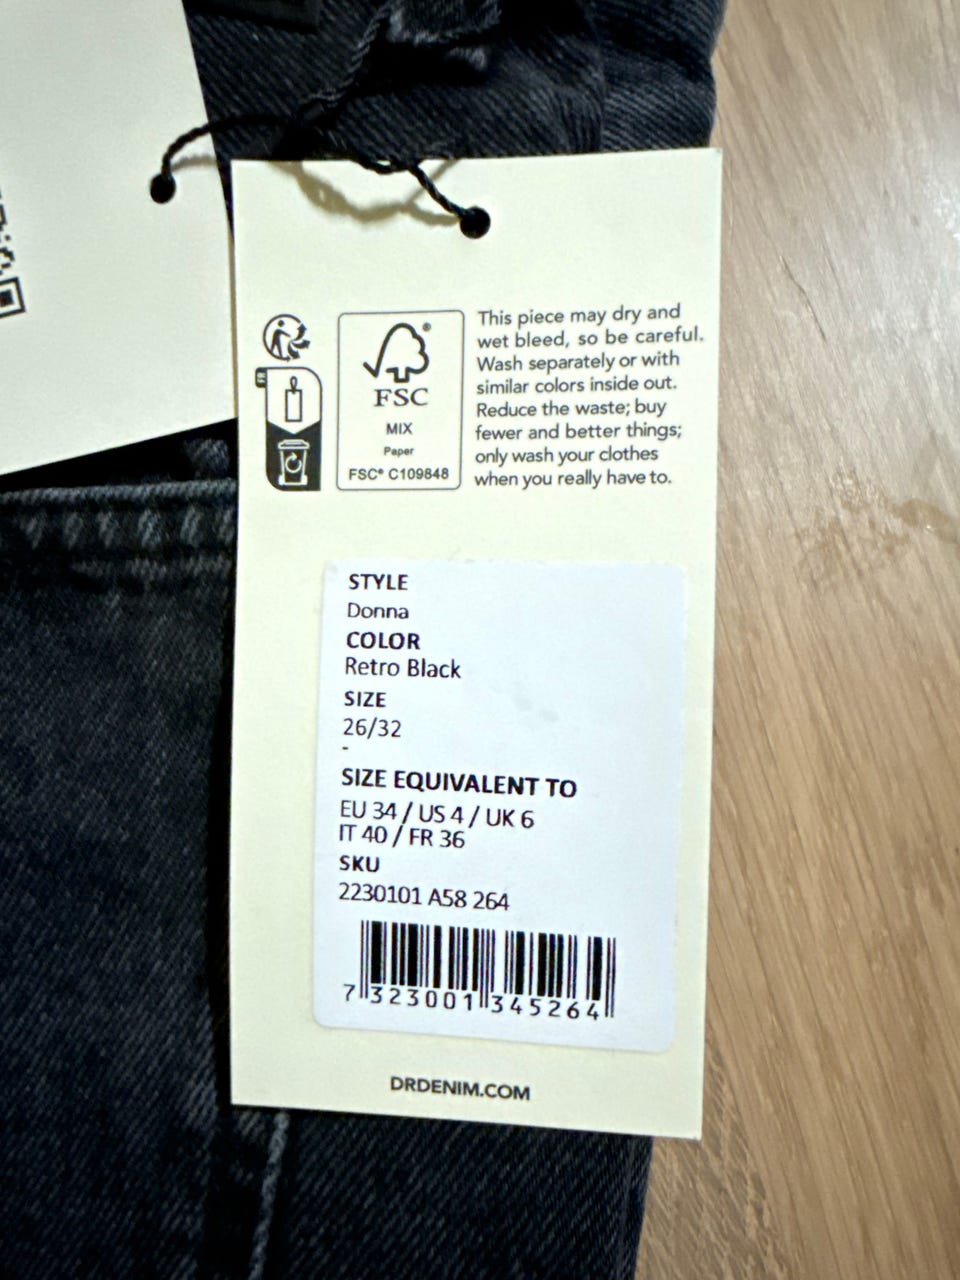 This piece may dry and
wet bleed, so be careful.
Wash separately or with
similar colors inside out.
Reduce the waste; buy
fewer and better things;
only wash your clothes
when you really have to.
FSC®
MIX
Paper
FSC® C109848
STYLE
Donna
COLOR
Retro Black
SIZE
26/32
-
SIZE EQUIVALENT TO
EU 34 / US 4 / UK 6
IT 40 / FR 36
SKU
2230101 A58 264
7 323001 345264
DRDENIM.COM